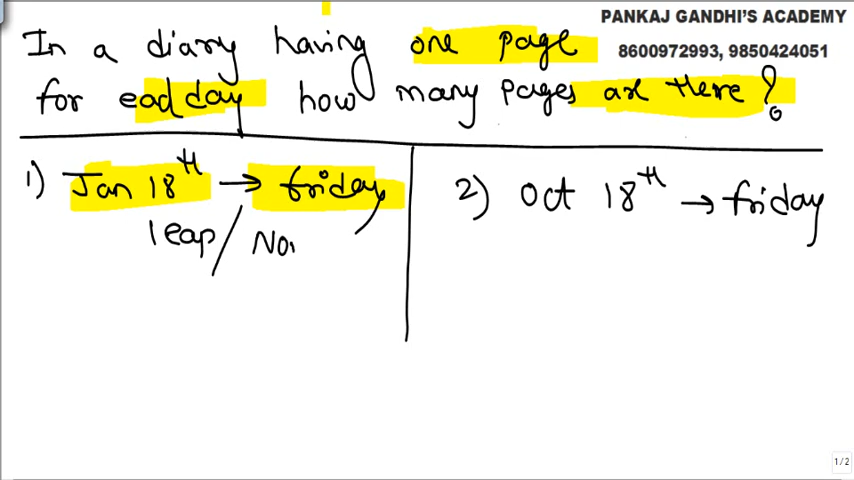 PANKAJ GANDHI'S ACADEMY
8600972993, 9850424051
In a diary having one page
for each day how many pages are there ?
1) Jan 18th → friday
leap / No
2) Oct 18th → friday
1/2